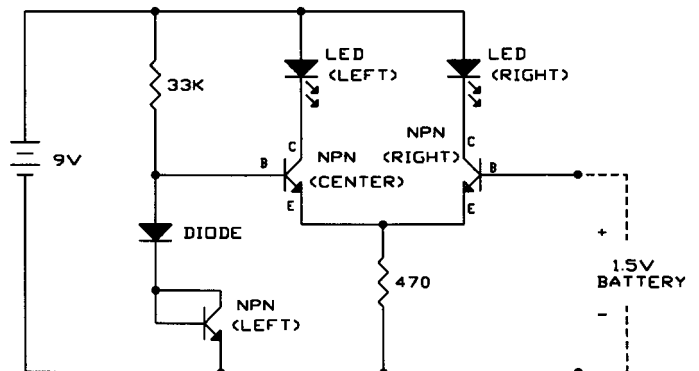 LED
(LEFT)
LED
(RIGHT)
33K
9V
C
B
NPN
(CENTER)
E
NPN
(RIGHT)
C
B
E
DIODE
NPN
(LEFT)
470
+
1.5V
BATTERY
−